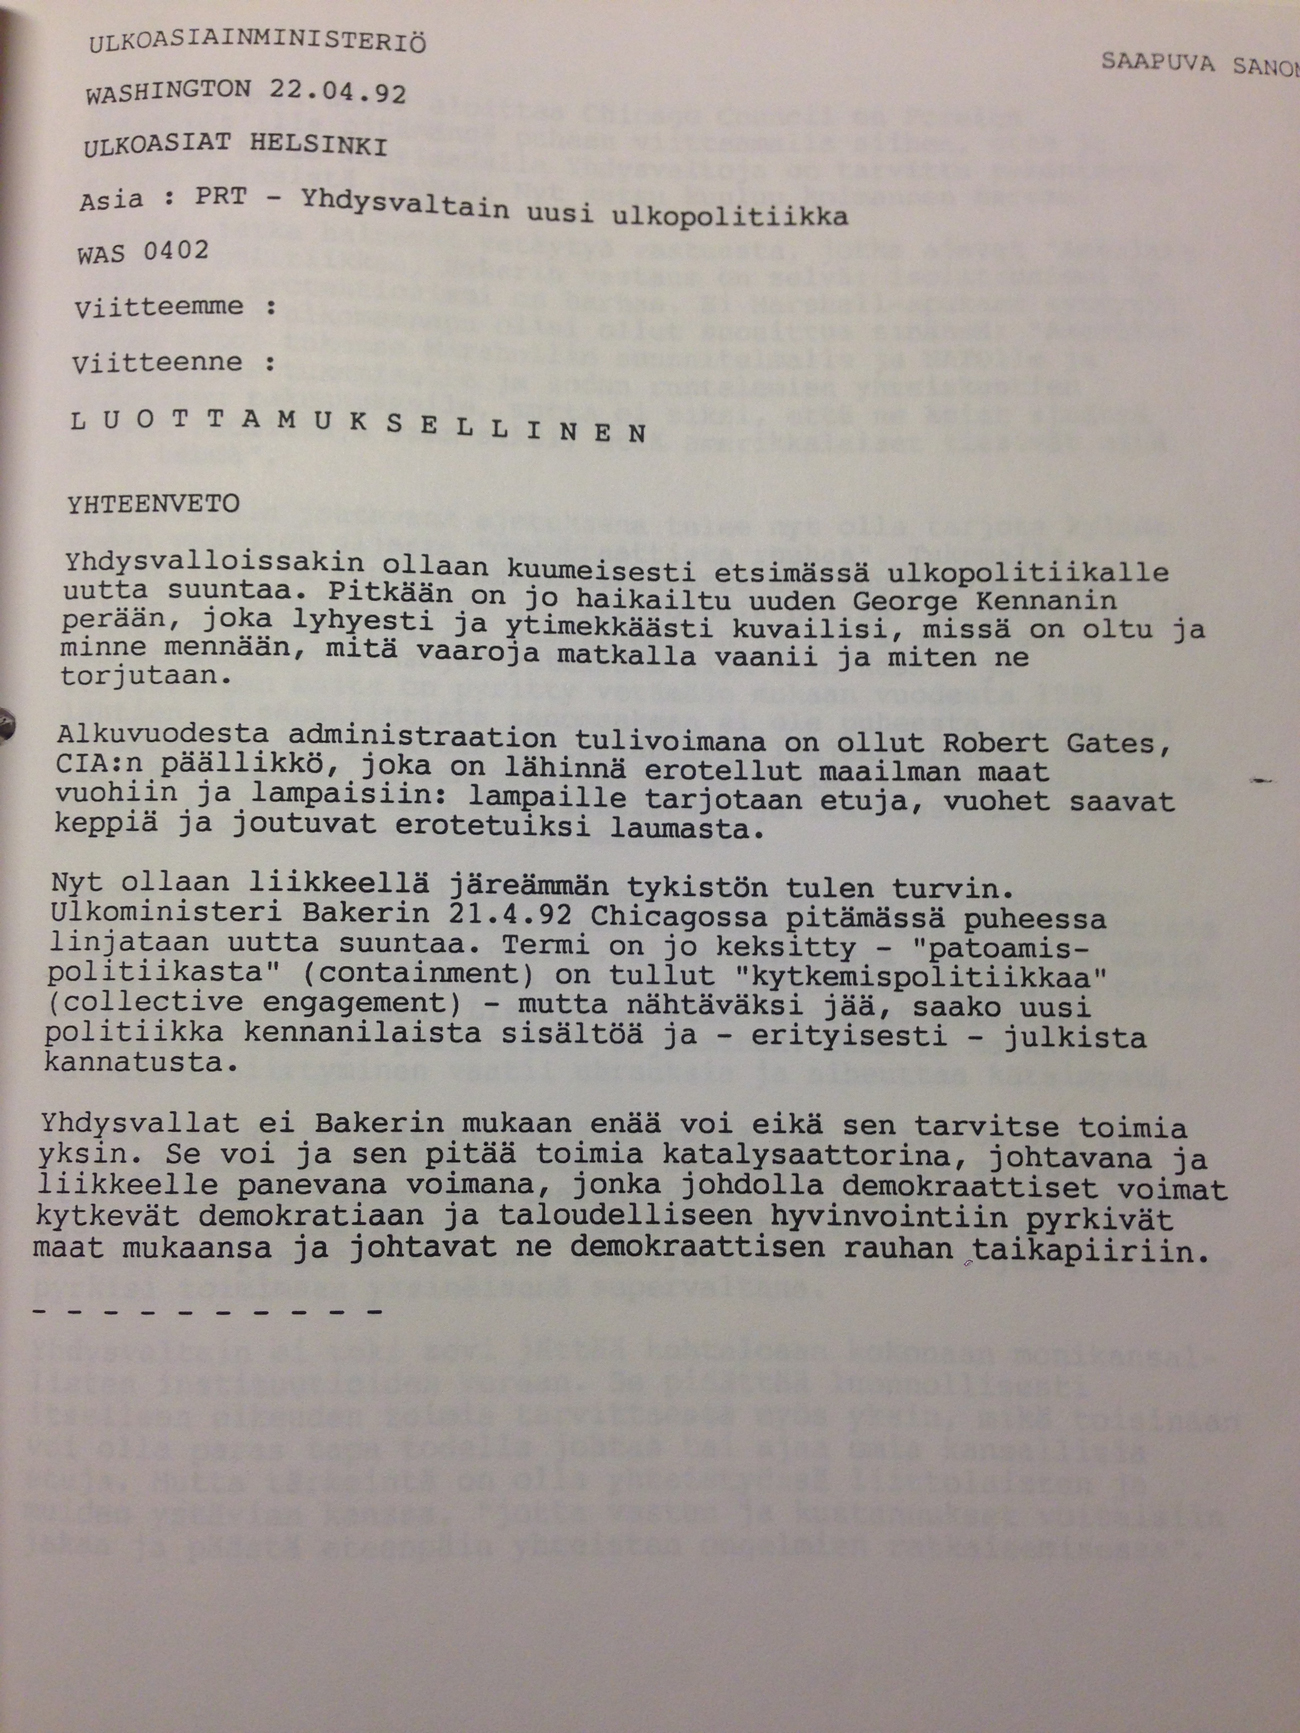 ULKOASIAINMINISTERIÖ
SAAPUVA
WASHINGTON 22.04.92
ULKOASIAT HELSINKI
Asia : PRT - Yhdysvaltain uusi ulkopolitiikka
WAS 0402
Viitteemme :
Viitteenne :
L U O T T A M U K S E L L I N E N
YHTEENVETO
Yhdysvalloissakin ollaan kuumeisesti etsimässä ulkopolitiikalle
uutta suuntaa. Pitkään on jo haikailtu uuden George Kennanin
perään, joka lyhyesti ja ytimekkäästi kuvailisi, missä on oltu ja
minne mennään, mitä vaaroja matkalla vaanii ja miten ne
torjutaan.
Alkuvuodesta administraation tulivoimana on ollut Robert Gates,
CIA:n päällikkö, joka on lähinnä erotellut maailman maat
vuohiin ja lampaisiin: lampaille tarjotaan etuja, vuohet saavat
keppiä ja joutuvat erotetuiksi laumasta.
Nyt ollaan liikkeellä järeämmän tykistön tulen turvin.
Ulkoministeri Bakerin 21.4.92 Chicagossa pitämässä puheessa
linjataan uutta suuntaa. Termi on jo keksitty - "patoamis-
politiikasta" (containment) on tullut "kytkemispolitiikkaa"
(collective engagement) - mutta nähtäväksi jää, saako uusi
politiikka kennanilaista sisältöä ja - erityisesti - julkista
kannatusta.
Yhdysvallat ei Bakerin mukaan enää voi eikä sen tarvitse toimia
yksin. Se voi ja sen pitää toimia katalysaattorina, johtavana ja
liikkeelle panevana voimana, jonka johdolla demokraattiset voimat
kytkevät demokratiaan ja taloudelliseen hyvinvointiin pyrkivät
maat mukaansa ja johtavat ne demokraattisen rauhan taikapiiriin.
- - - - - - - - - -